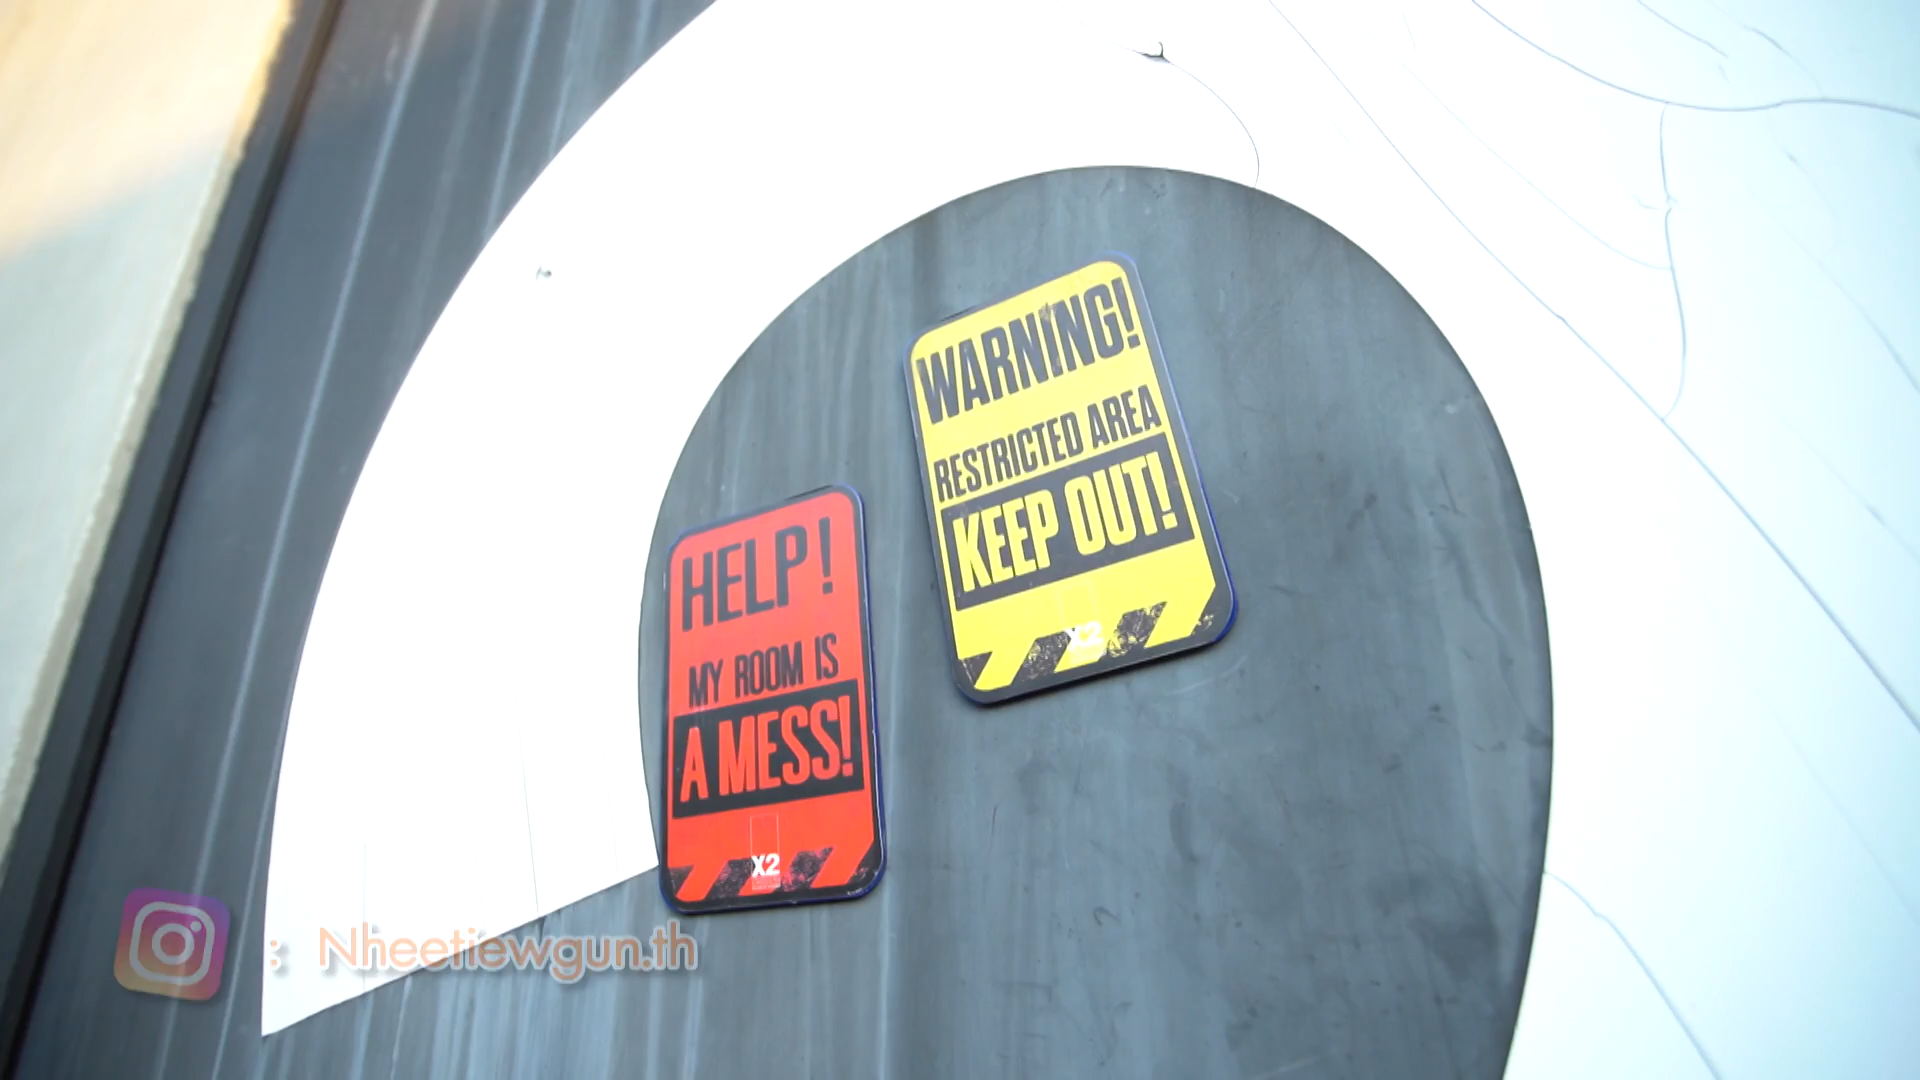 WARNING!
RESTRICTED AREA
KEEP OUT!
X2
HELP!
MY ROOM IS
A MESS!
X2
: Nheetiewgun.th